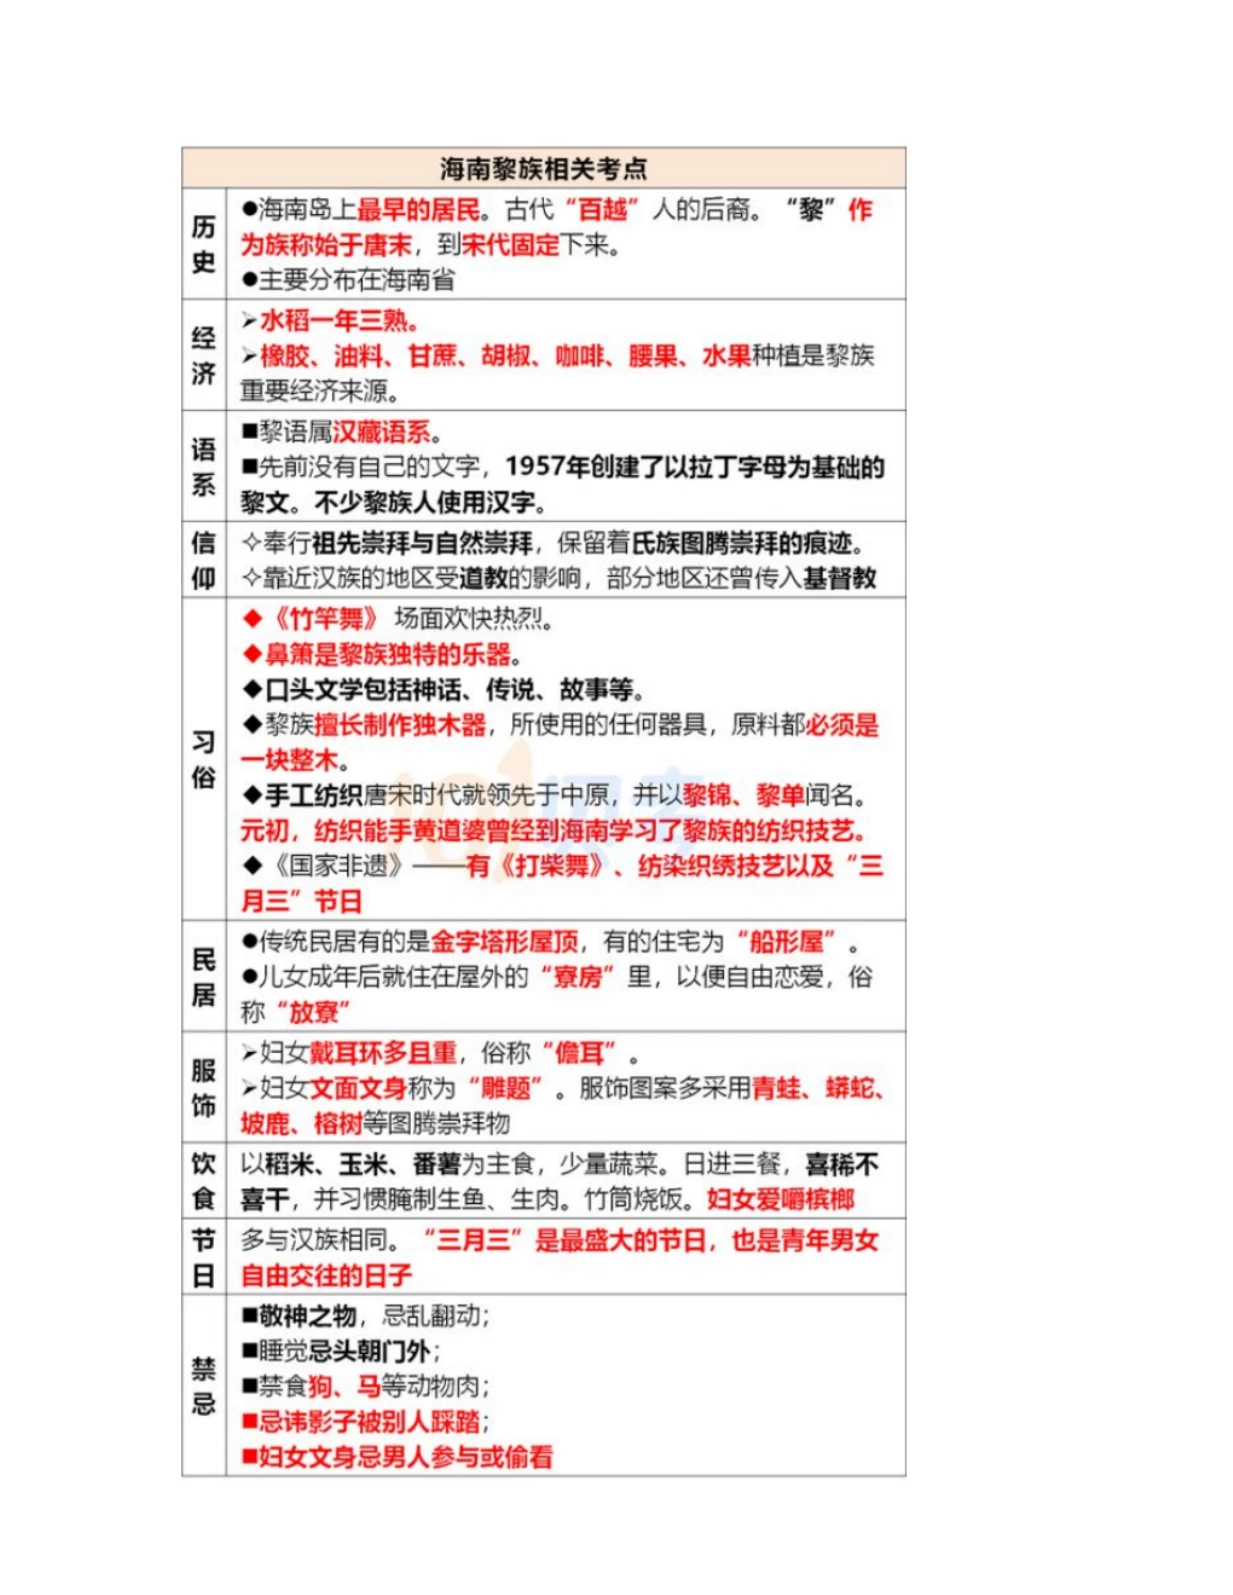 海南黎族相关考点
历史
●海南岛上最早的居民。古代“百越”人的后裔。“黎”作
为族称始于唐末，到宋代固定下来。
●主要分布在海南省
经济
➢水稻一年三熟。
➢橡胶、油料、甘蔗、胡椒、咖啡、腰果、水果种植是黎族
重要经济来源。
语系
■黎语属汉藏语系。
■先前没有自己的文字，1957年创建了以拉丁字母为基础的
黎文。不少黎族人使用汉字。
信仰
✧奉行祖先崇拜与自然崇拜，保留着氏族图腾崇拜的痕迹。
✧靠近汉族的地区受道教的影响，部分地区还曾传入基督教
习俗
◆《竹竿舞》 场面欢快热烈。
◆鼻箫是黎族独特的乐器。
◆口头文学包括神话、传说、故事等。
◆黎族擅长制作独木器，所使用的任何器具，原料都必须是
一块整木。
◆手工纺织唐宋时代就领先于中原，并以黎锦、黎单闻名。
元初，纺织能手黄道婆曾经到海南学习了黎族的纺织技艺。
◆《国家非遗》——有《打柴舞》、纺染织绣技艺以及“三
月三”节日
民居
●传统民居有的是金字塔形屋顶，有的住宅为“船形屋”。
●儿女成年后就住在屋外的“寮房”里，以便自由恋爱，俗
称“放寮”
服饰
➢妇女戴耳环多且重，俗称“儋耳”。
➢妇女文面文身称为“雕题”。服饰图案多采用青蛙、蟒蛇、
坡鹿、榕树等图腾崇拜物
饮食
以稻米、玉米、番薯为主食，少量蔬菜。日进三餐，喜稀不
喜干，并习惯腌制生鱼、生肉。竹筒烧饭。妇女爱嚼槟榔
节日
多与汉族相同。“三月三”是最盛大的节日，也是青年男女
自由交往的日子
禁忌
■敬神之物，忌乱翻动；
■睡觉忌头朝门外；
■禁食狗、马等动物肉；
■忌讳影子被别人踩踏；
■妇女文身忌男人参与或偷看